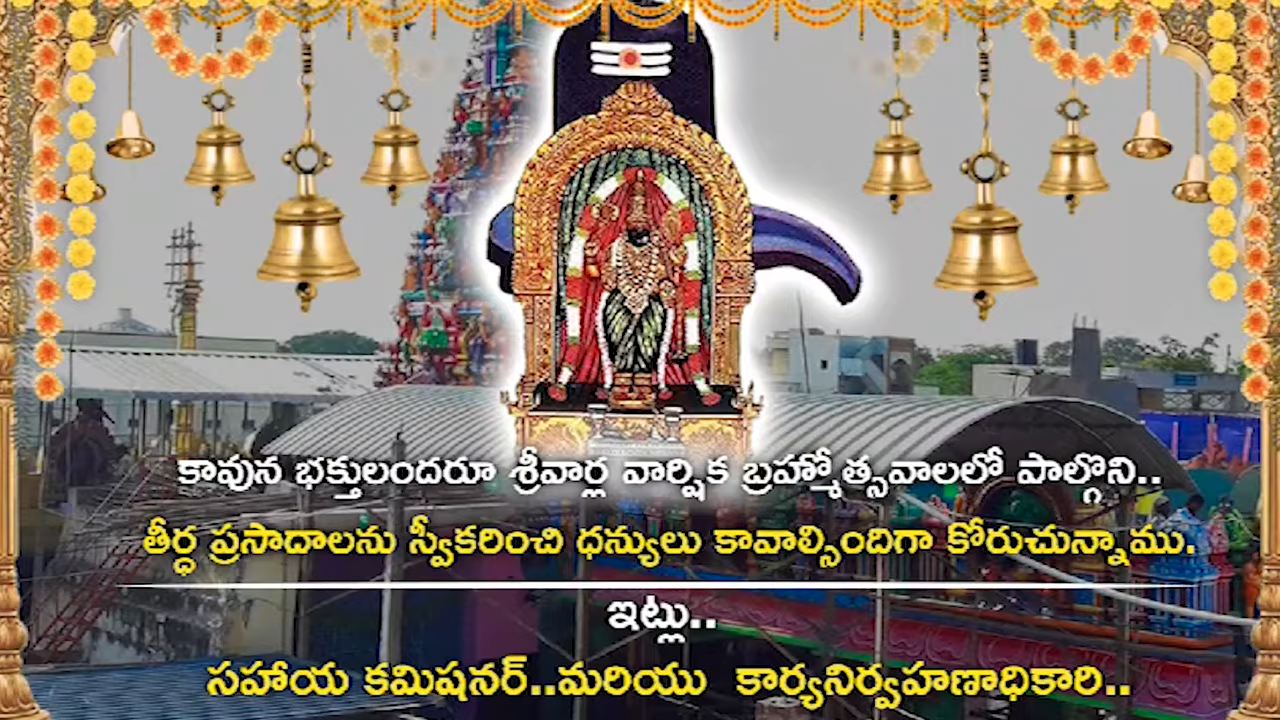 కావున భక్తులందరూ శ్రీవార్ల వార్షిక బ్రహ్మోత్సవాలలో పాల్గొని..
తీర్ధ ప్రసాదాలను స్వీకరించి ధన్యులు కావాల్సిందిగా కోరుచున్నాము.
ఇట్లు..
సహాయ కమిషనర్..మరియు కార్యనిర్వహణాధికారి..